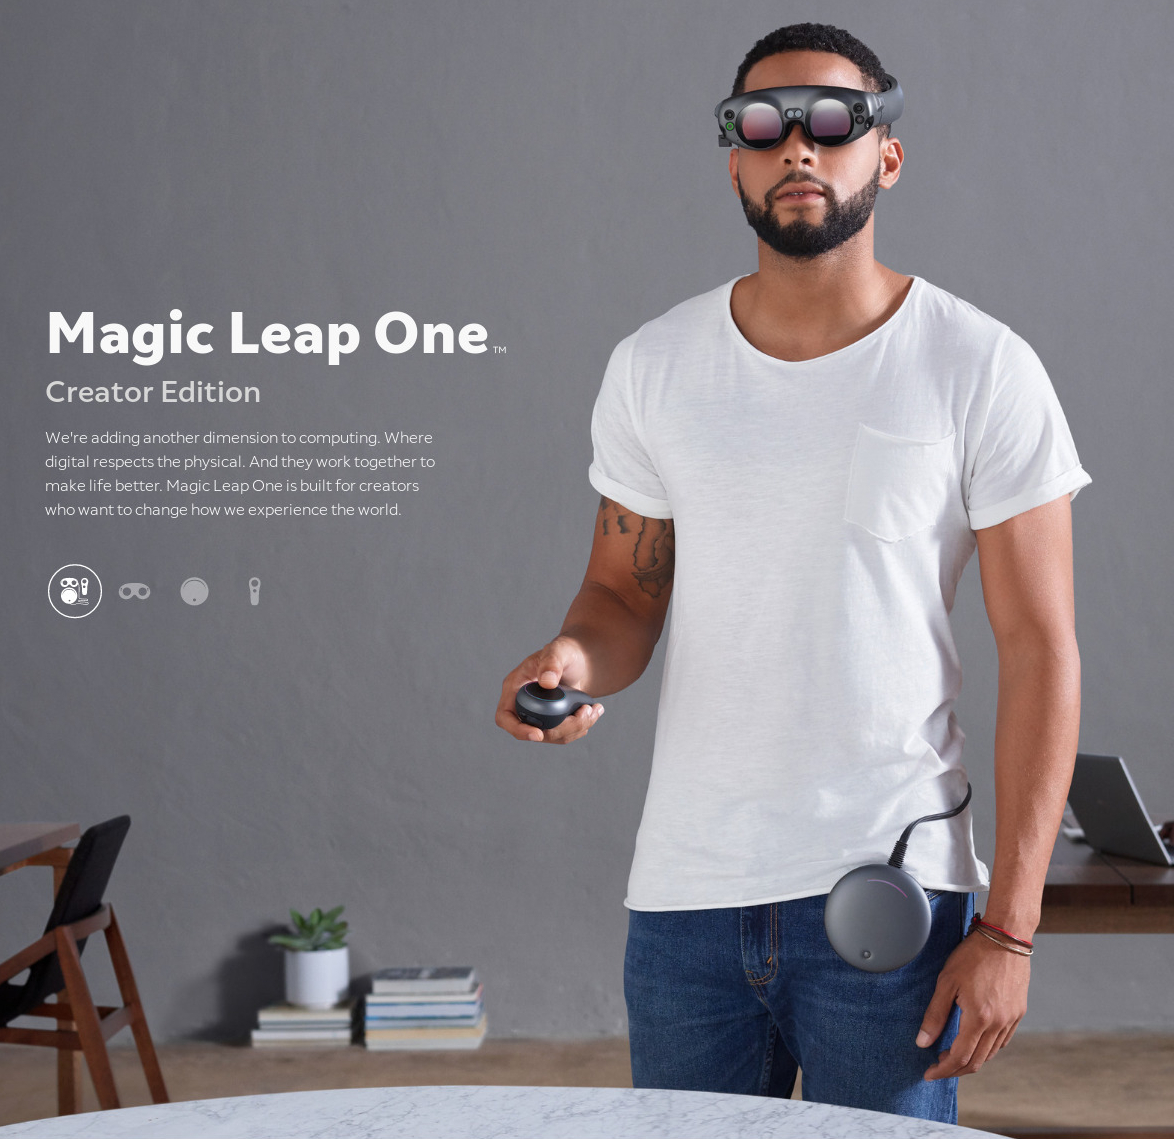 Magic Leap One™
Creator Edition
We're adding another dimension to computing. Where
digital respects the physical. And they work together to
make life better. Magic Leap One is built for creators
who want to change how we experience the world.